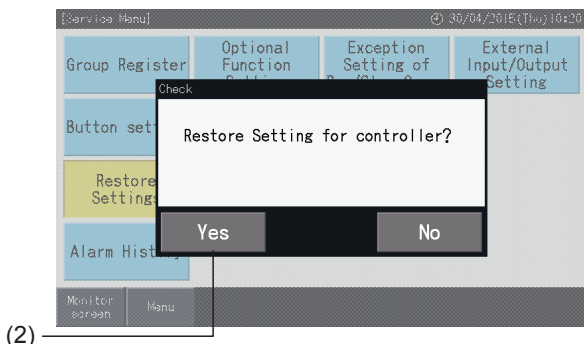 [Service Menu]
30/04/2015(Thu)10:20
Group Register
Optional
Function
Exception
Setting of
External
Input/Output
Setting
Check
Button set
Restore Setting for controller?
Restore
Settings
Yes
No
Alarm Hist
Monitor
screen
Menu
(2)